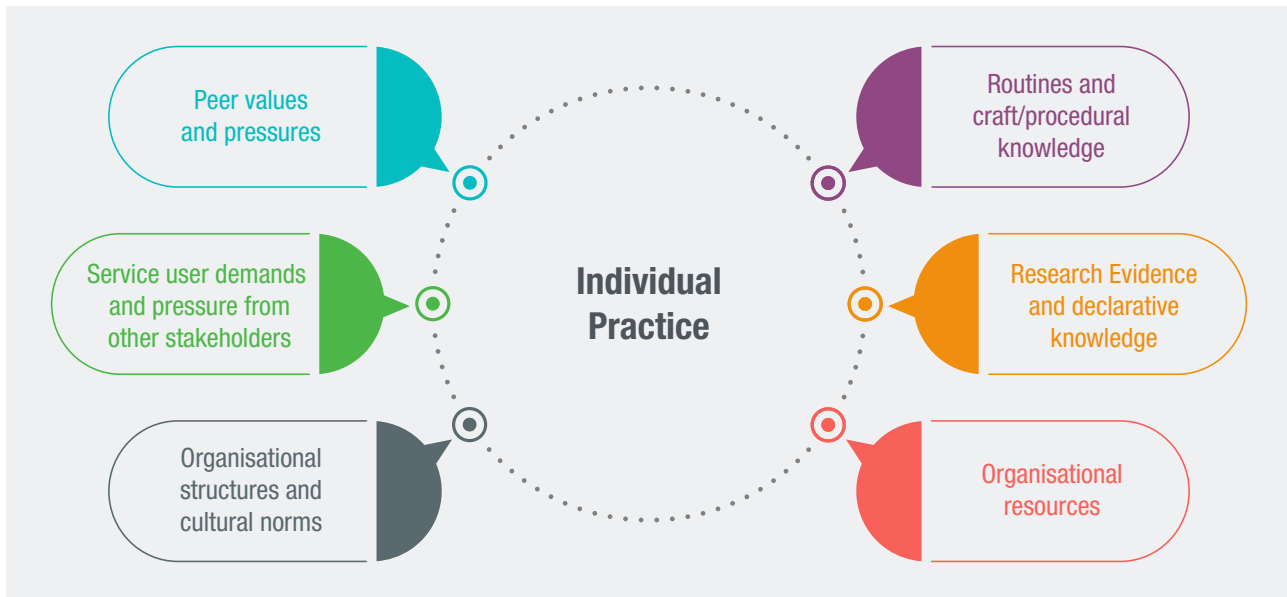 Peer values
and pressures
Service user demands
and pressure from
other stakeholders
Organisational
structures and
cultural norms
Individual
Practice
Routines and
craft/procedural
knowledge
Research Evidence
and declarative
knowledge
Organisational
resources